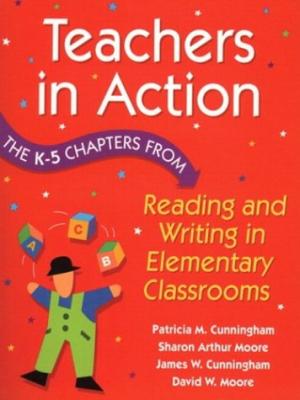 Teachers
in Action
THE K-5 CHAPTERS FROM
Reading and
Writing in
Elementary
Classrooms
A
C
B
Patricia M. Cunningham
Sharon Arthur Moore
James W. Cunningham
David W. Moore